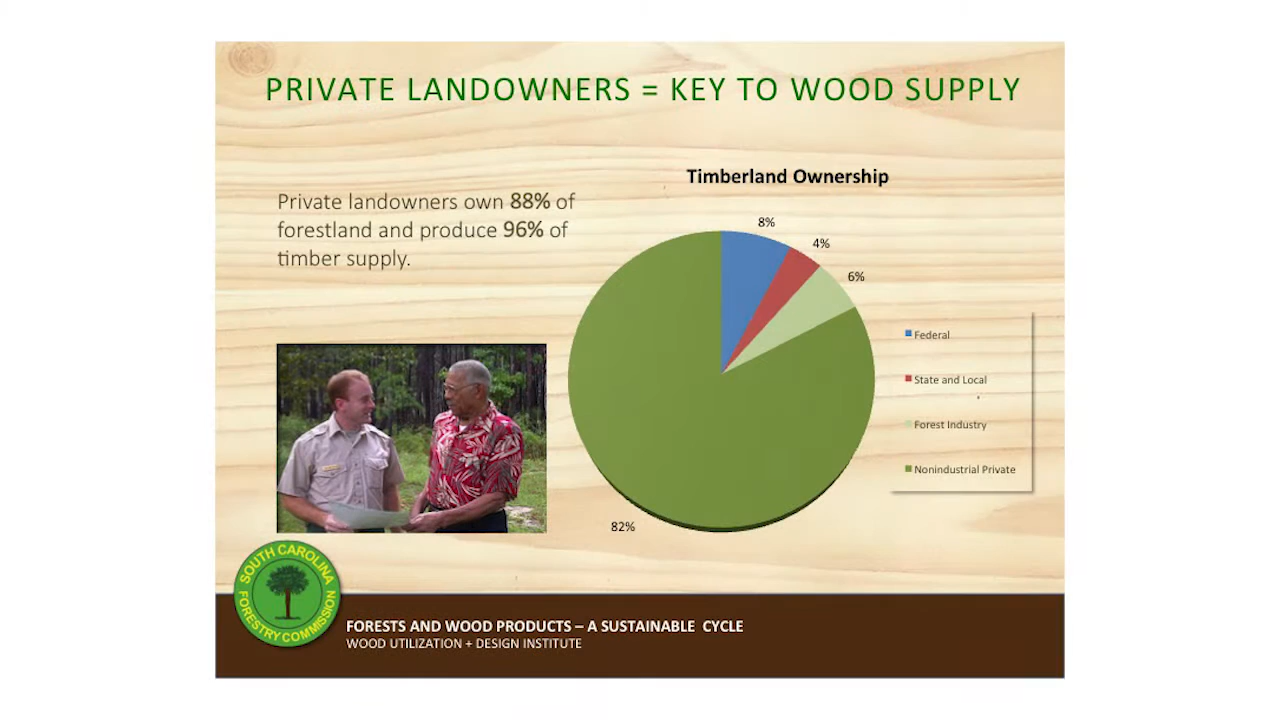 PRIVATE LANDOWNERS = KEY TO WOOD SUPPLY
Private landowners own 88% of
forestland and produce 96% of
timber supply.
Timberland Ownership
8%
4%
6%
82%
Federal
State and Local
Forest Industry
Nonindustrial Private
SOUTH CAROLINA
FORESTRY COMMISSION
FORESTS AND WOOD PRODUCTS – A SUSTAINABLE CYCLE
WOOD UTILIZATION + DESIGN INSTITUTE